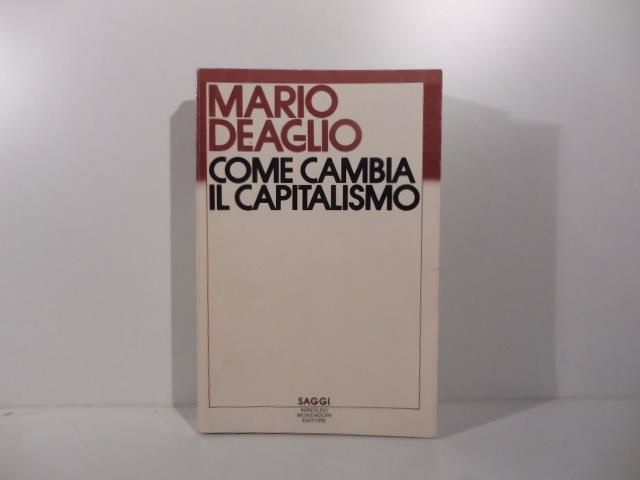 MARIO
DEAGLIO
COME CAMBIA
IL CAPITALISMO
SAGGI
ARNOLDO
MONDADORI
EDITORE